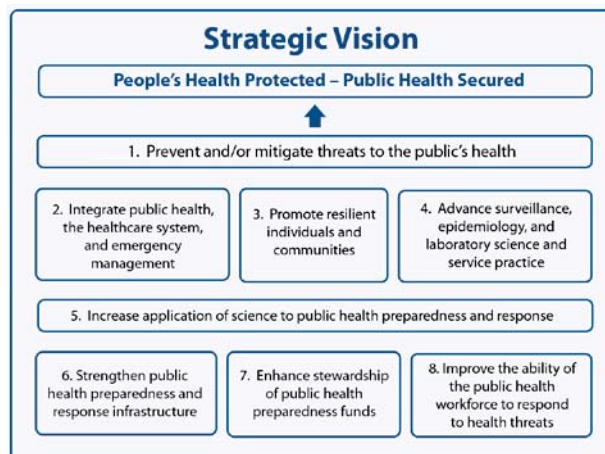 Strategic Vision
People's Health Protected – Public Health Secured
1. Prevent and/or mitigate threats to the public's health
2. Integrate public health,
the healthcare system,
and emergency
management
3. Promote resilient
individuals and
communities
4. Advance surveillance,
epidemiology, and
laboratory science and
service practice
5. Increase application of science to public health preparedness and response
6. Strengthen public
health preparedness and
response infrastructure
7. Enhance stewardship
of public health
preparedness funds
8. Improve the ability of
the public health
workforce to respond
to health threats